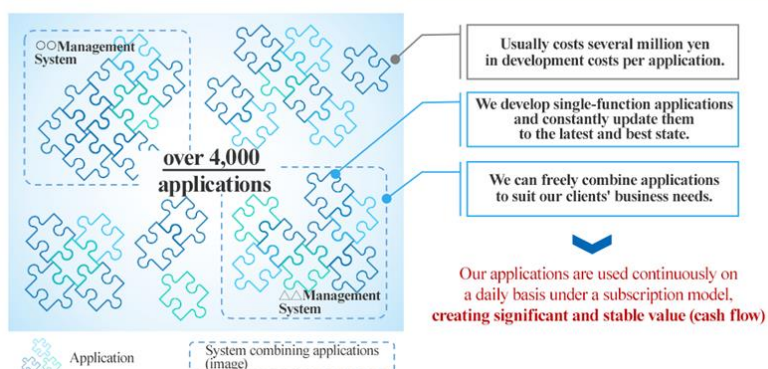 ○○Management
System
over 4,000
applications
△△Management
System
Usually costs several million yen
in development costs per application.
We develop single-function applications
and constantly update them
to the latest and best state.
We can freely combine applications
to suit our clients' business needs.
Our applications are used continuously on
a daily basis under a subscription model,
creating significant and stable value (cash flow)
Application
System combining applications
(image)